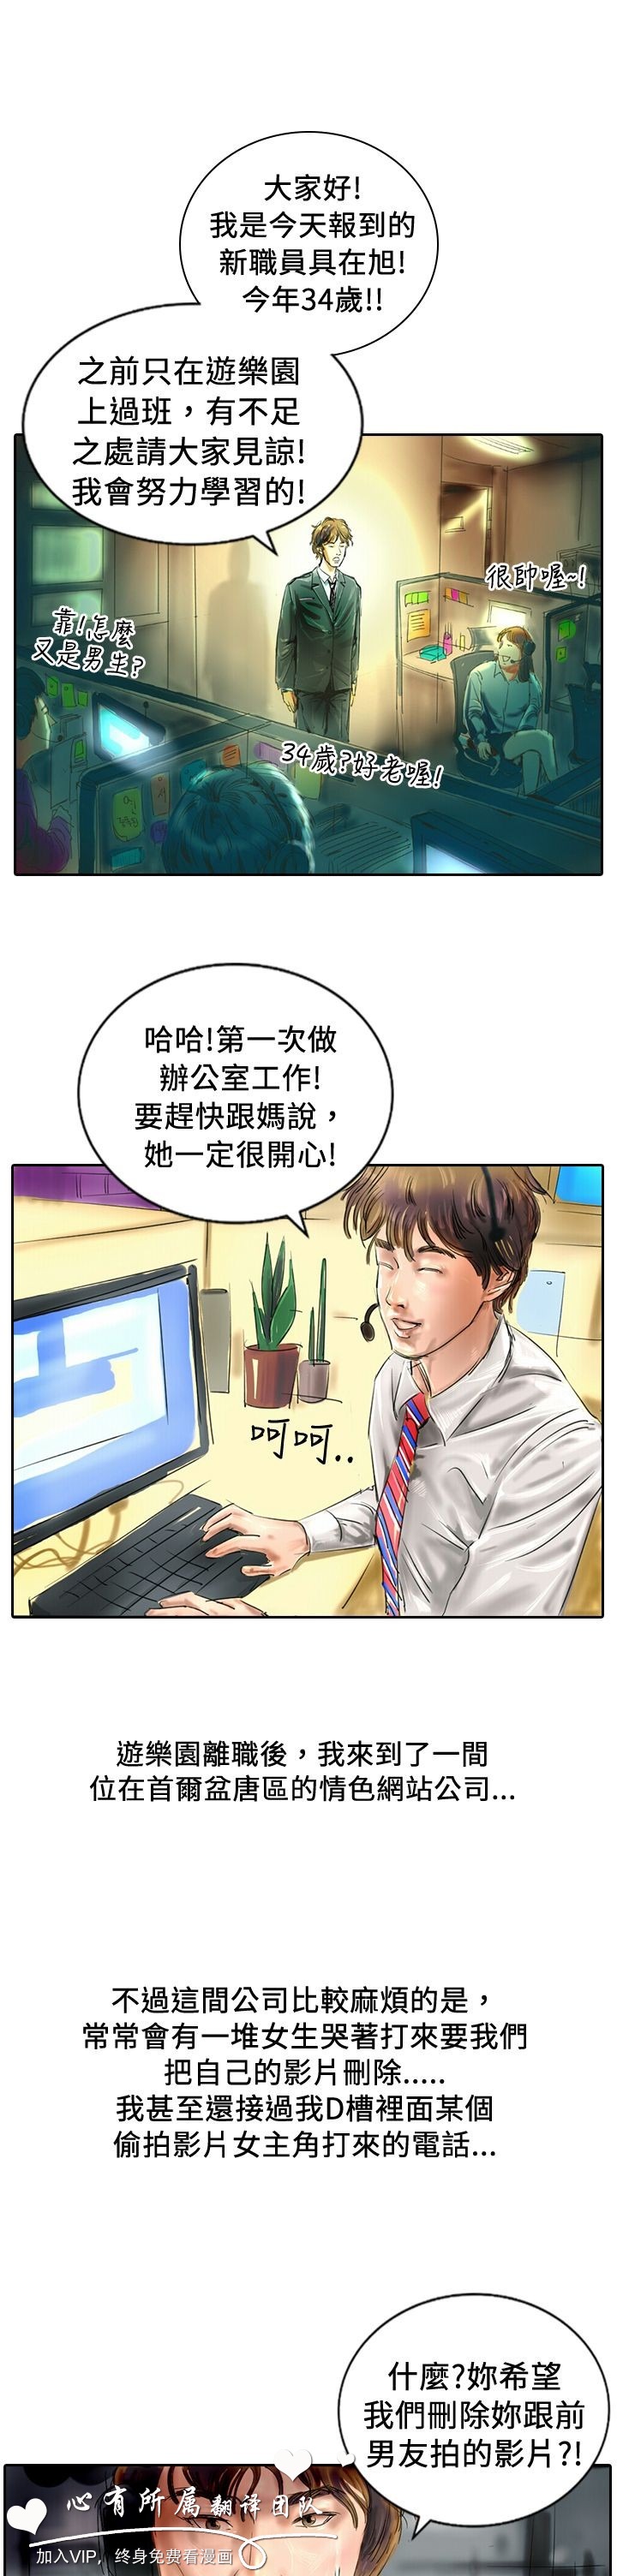 大家好!
我是今天報到的
新職員具在旭!
今年34歲!!
之前只在遊樂園
上過班，有不足
之處請大家見諒!
我會努力學習的!
很帥喔~!
靠!怎麼
又是男生?
34歲?好老喔!
哈哈!第一次做
辦公室工作!
要趕快跟媽說，
她一定很開心!
呵呵..
遊樂園離職後，我來到了一間
位在首爾盆唐區的情色網站公司...
不過這間公司比較麻煩的是，
常常會有一堆女生哭著打來要我們
把自己的影片刪除.....
我甚至還接過我D槽裡面某個
偷拍影片女主角打來的電話...
什麼?妳希望
我們刪除妳跟前
男友拍的影片?!
心有所属翻译团队
加入VIP，终身免费看漫画